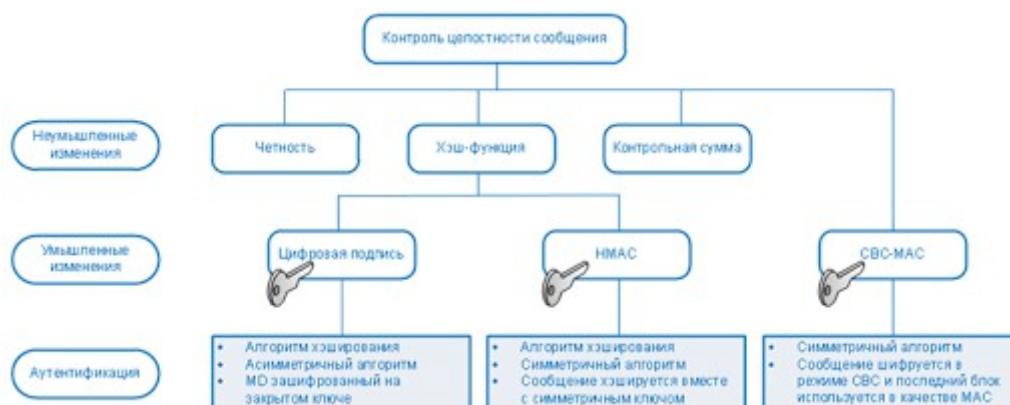 Контроль целостности сообщения
Неумышленные
изменения
Четность
Хэш-функция
Контрольная сумма
Умышленные
изменения
Цифровая подпись
HMAC
CBC-MAC
Аутентификация
• Алгоритм хэширования
• Асимметричный алгоритм
• MD зашифрованный на
закрытом ключе
• Алгоритм хэширования
• Симметричный алгоритм
• Сообщение хэшируется вместе
с симметричным ключом
• Симметричный алгоритм
• Сообщение шифруется в
режиме CBC и последний блок
используется в качестве MAC